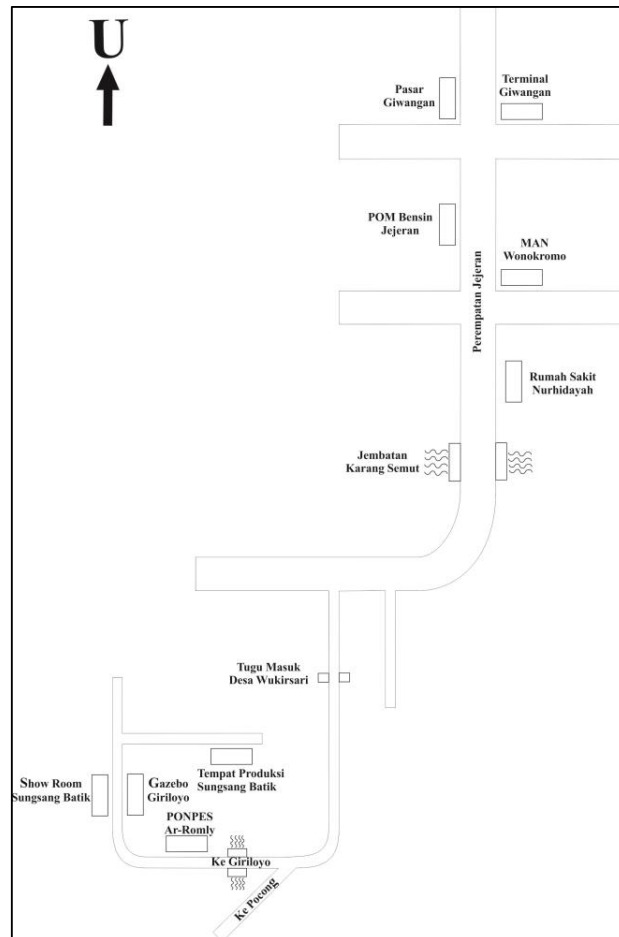 U
Pasar
Giwangan
Terminal
Giwangan
POM Bensin
Jejeran
MAN
Wonokromo
Perempatan Jejeran
Rumah Sakit
Nurhidayah
Jembatan
Karang Semut
Tugu Masuk
Desa Wukirsari
Show Room
Sungsang Batik
Gazebo
Giriloyo
Tempat Produksi
Sungsang Batik
PONPES
Ar-Romly
Ke Giriloyo
Ke Pocong